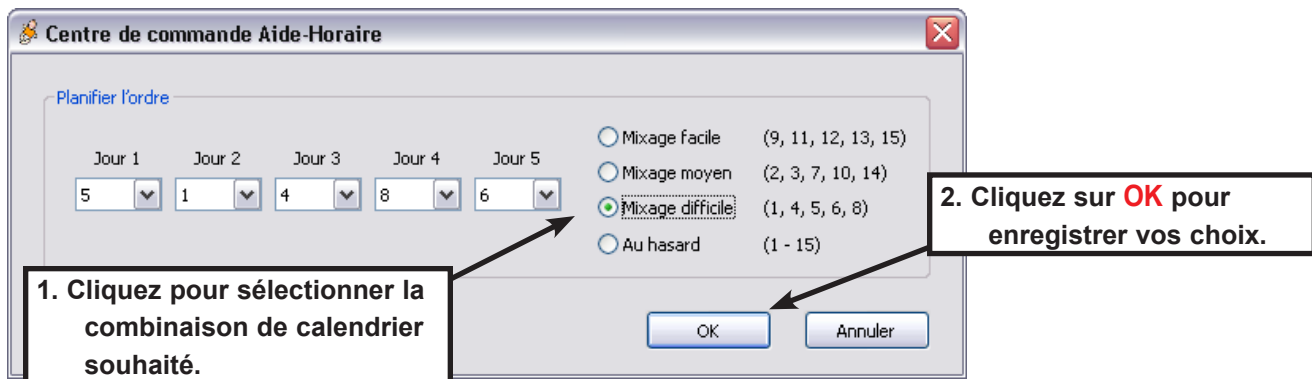 Centre de commande Aide-Horaire
Planifier l'ordre
Jour 1 Jour 2 Jour 3 Jour 4 Jour 5
5 1 4 8 6
Mixage facile (9, 11, 12, 13, 15)
Mixage moyen (2, 3, 7, 10, 14)
Mixage difficile (1, 4, 5, 6, 8)
Au hasard (1 - 15)
1. Cliquez pour sélectionner la
combinaison de calendrier
souhaité.
2. Cliquez sur OK pour
enregistrer vos choix.
OK Annuler